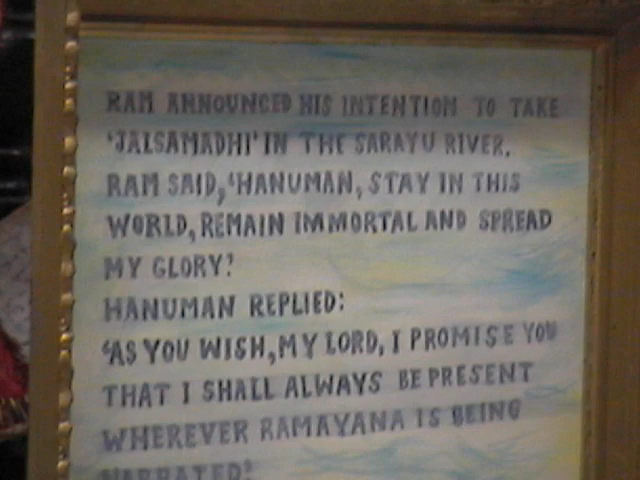 RAM ANNOUNCED HIS INTENTION TO TAKE
'JALSAMADHI' IN THE SARAYU RIVER.
RAM SAID, 'HANUMAN, STAY IN THIS
WORLD, REMAIN IMMORTAL AND SPREAD
MY GLORY'.
HANUMAN REPLIED:
'AS YOU WISH, MY LORD, I PROMISE YOU
THAT I SHALL ALWAYS BE PRESENT
WHEREVER RAMAYANA IS BEING
NARRATED'.